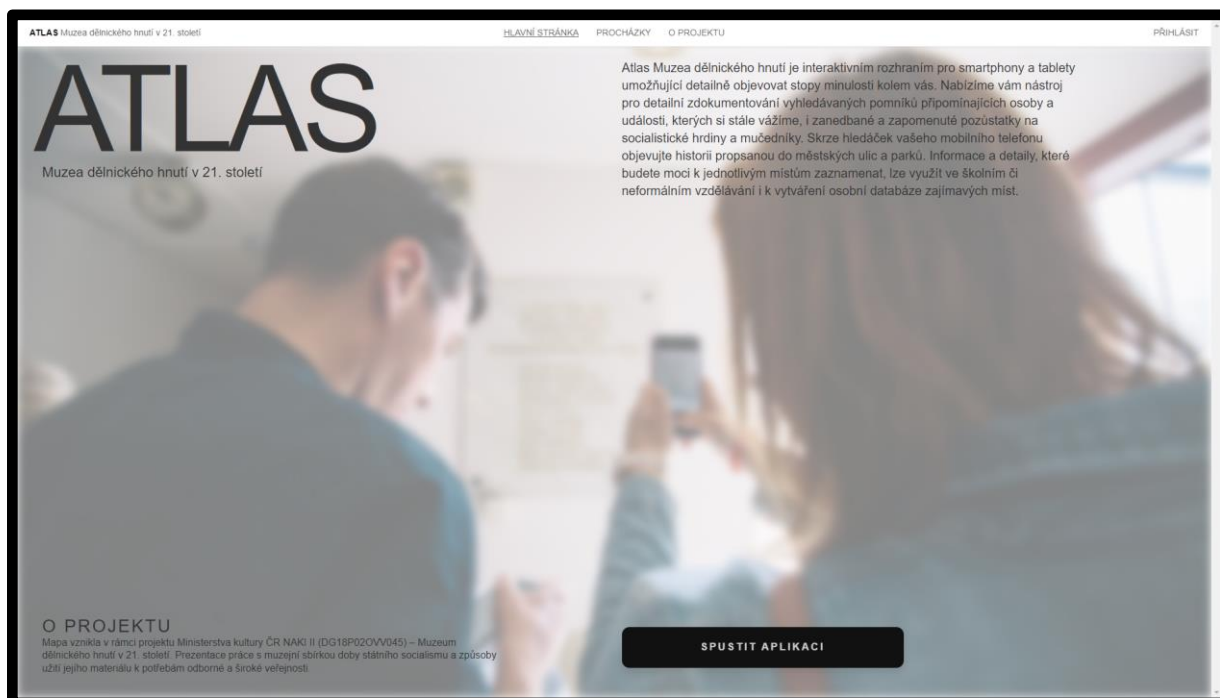 ATLAS Muzea dělnického hnutí v 21. století
HLAVNÍ STRÁNKA PROCHÁZKY O PROJEKTU
PŘIHLÁSIT
ATLAS
Muzea dělnického hnutí v 21. století
Atlas Muzea dělnického hnutí je interaktivním rozhraním pro smartphony a tablety
umožňující detailně objevovat stopy minulosti kolem vás. Nabízíme vám nástroj
pro detailní zdokumentování vyhledávaných pomníků připomínajících osoby a
události, kterých si stále vážíme, i zanedbané a zapomenuté pozůstatky na
socialistické hrdiny a mučedníky. Skrze hledáček vašeho mobilního telefonu
objevujte historii propsanou do městských ulic a parků. Informace a detaily, které
budete moci k jednotlivým místům zaznamenat, lze využít ve školním či
neformálním vzdělávání i k vytváření osobní databáze zajímavých míst.
O PROJEKTU
Mapa vznikla v rámci projektu Ministerstva kultury ČR NAKI II (DG18P02OVV045) – Muzeum
dělnického hnutí v 21. století. Prezentace práce s muzejní sbírkou doby státního socialismu a způsoby
užití jejího materiálu k potřebám odborné a široké veřejnosti
SPUSTIT APLIKACI